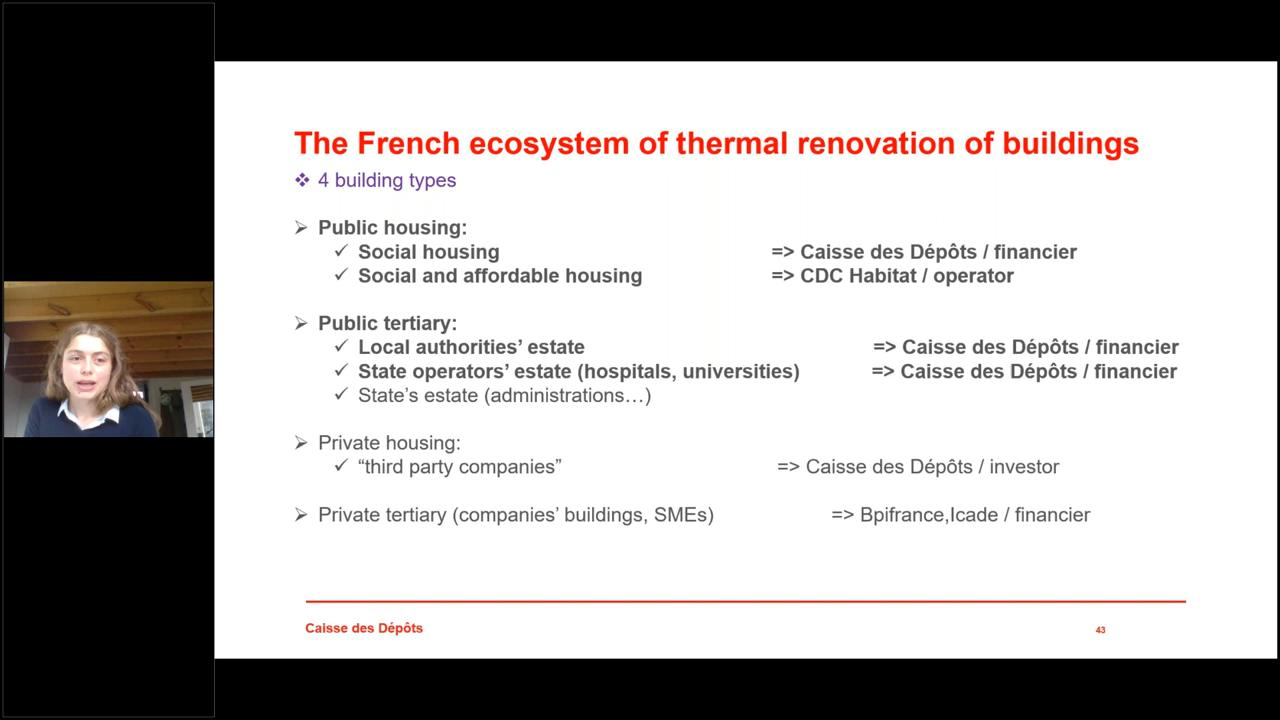 The French ecosystem of thermal renovation of buildings
4 building types
Public housing:
Social housing => Caisse des Dépôts / financier
Social and affordable housing => CDC Habitat / operator
Public tertiary:
Local authorities’ estate => Caisse des Dépôts / financier
State operators’ estate (hospitals, universities) => Caisse des Dépôts / financier
State’s estate (administrations…)
Private housing:
“third party companies” => Caisse des Dépôts / investor
Private tertiary (companies’ buildings, SMEs) => Bpifrance,Icade / financier
Caisse des Dépôts 43